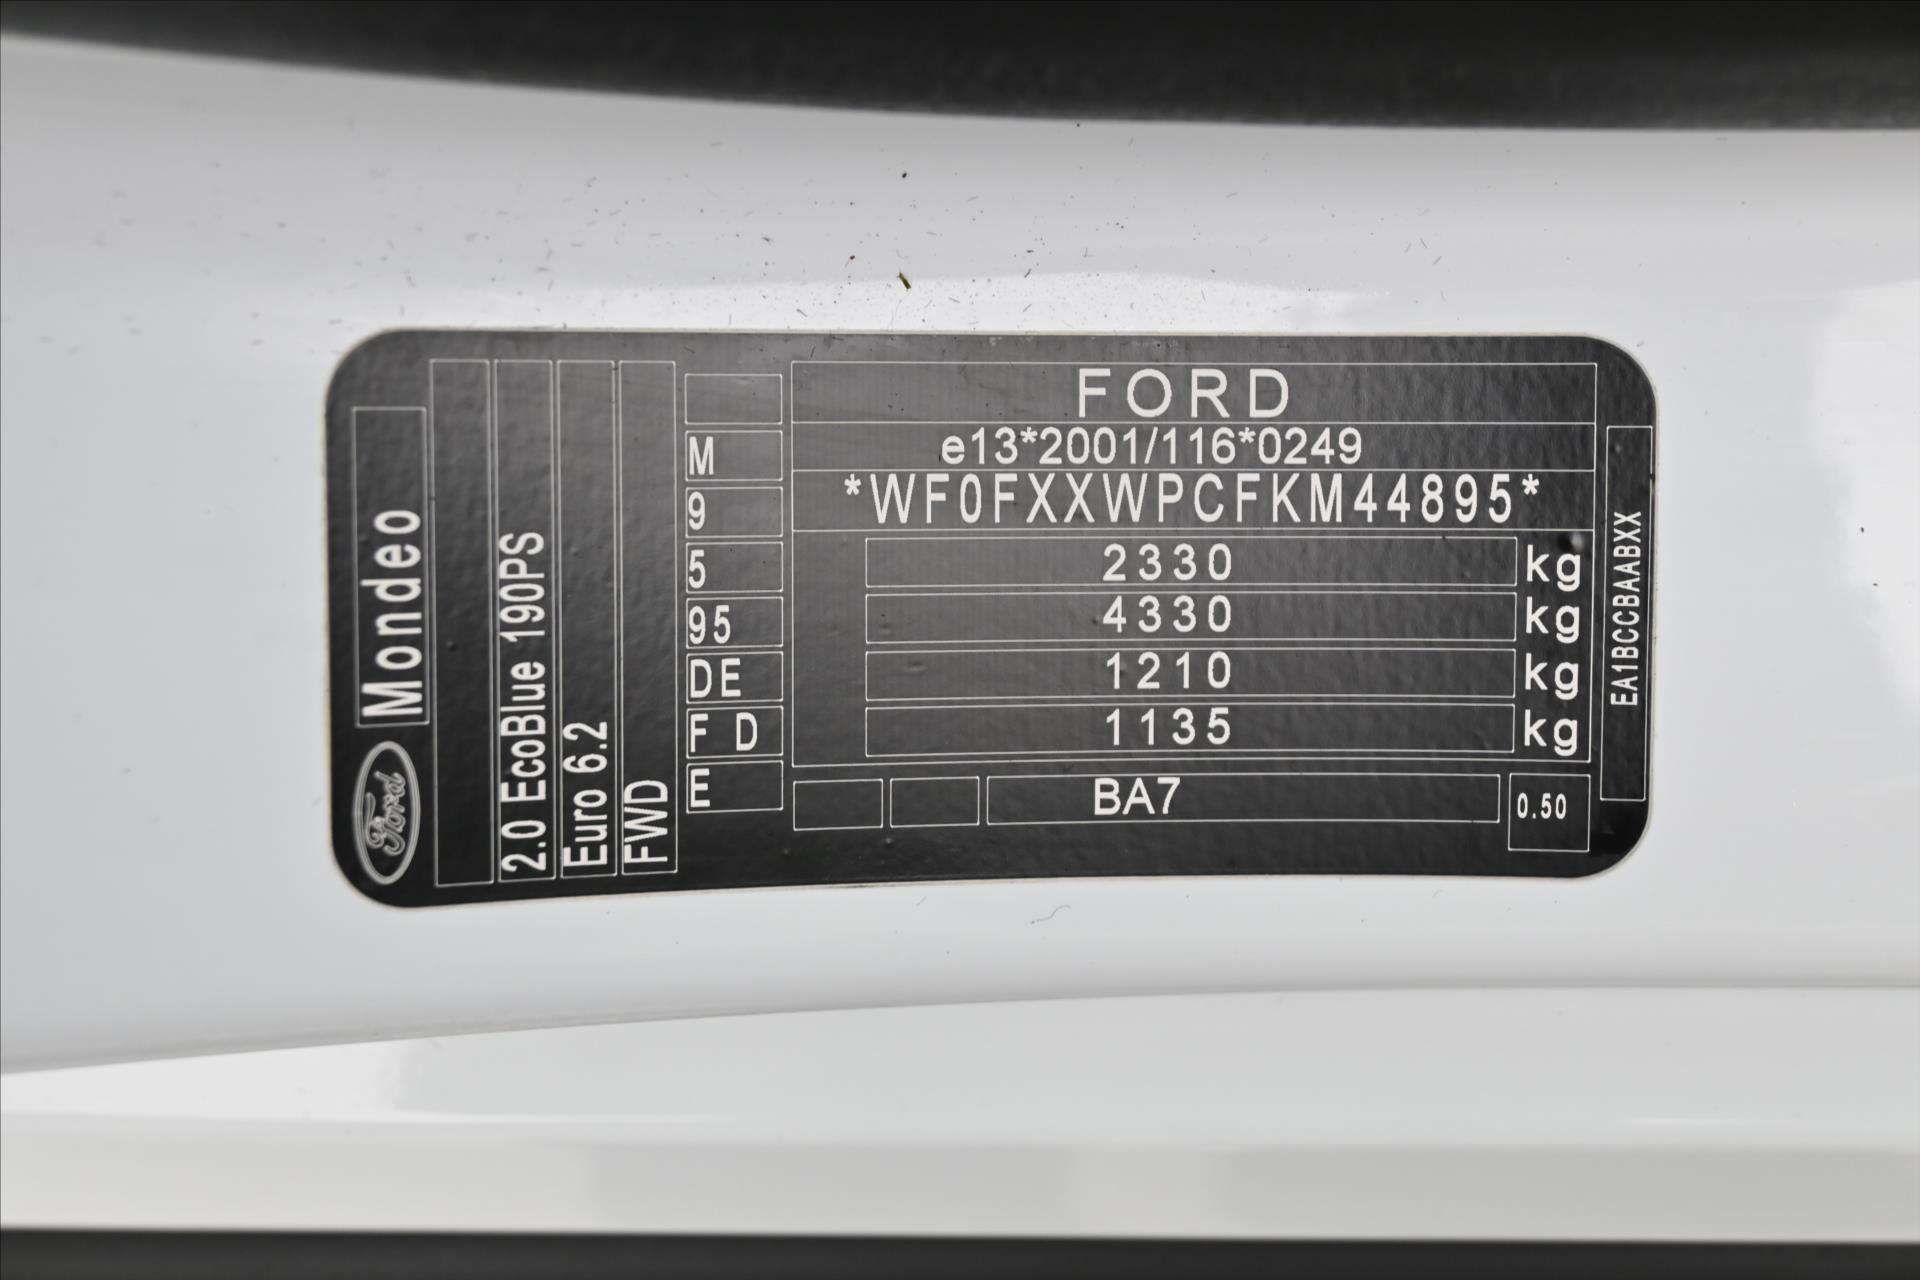 Ford
Mondeo
2.0 EcoBlue 190PS
Euro 6.2
FWD
M
9
5
95
DE
F D
E
FORD
e13*2001/116*0249
*WF0FXXWPCFKM44895*
2330 kg
4330 kg
1210 kg
1135 kg
BA7
0.50
EA1BCCBAABXX